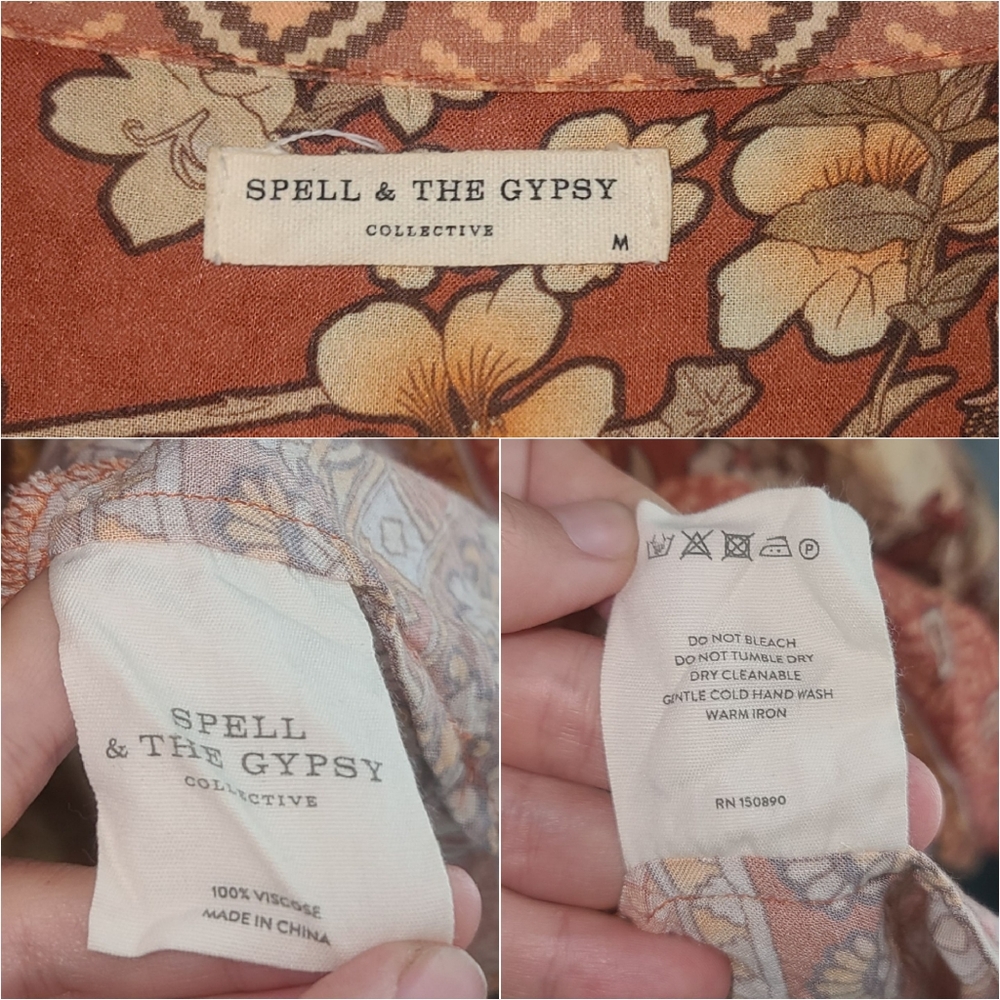 SPELL & THE GYPSY
COLLECTIVE
M
SPELL
& THE GYPSY
COLLECTIVE
100% VISCOSE
MADE IN CHINA
P
DO NOT BLEACH
DO NOT TUMBLE DRY
DRY CLEANABLE
GENTLE COLD HAND WASH
WARM IRON
RN 150890